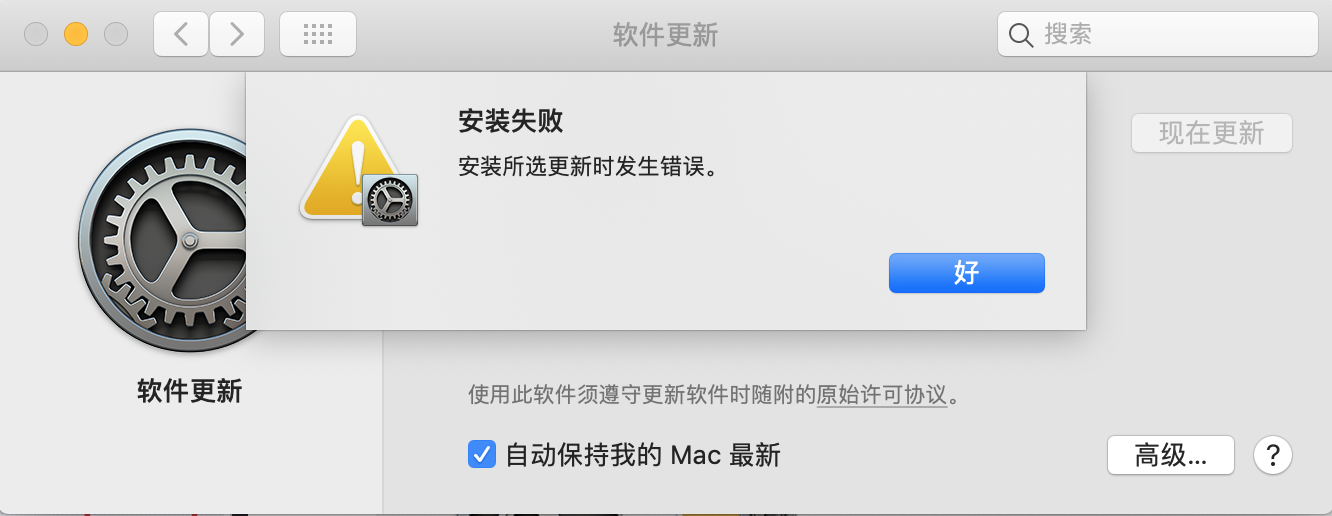 软件更新
搜索
安装失败
安装所选更新时发生错误。
好
现在更新
软件更新
使用此软件须遵守更新软件时随附的原始许可协议。
自动保持我的 Mac 最新
高级...
?